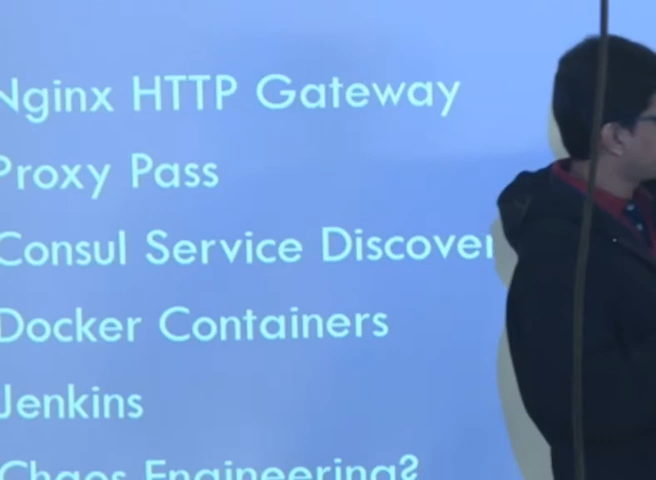 Nginx HTTP Gateway
Proxy Pass
Consul Service Discover
Docker Containers
Jenkins
Chaos Engineering?